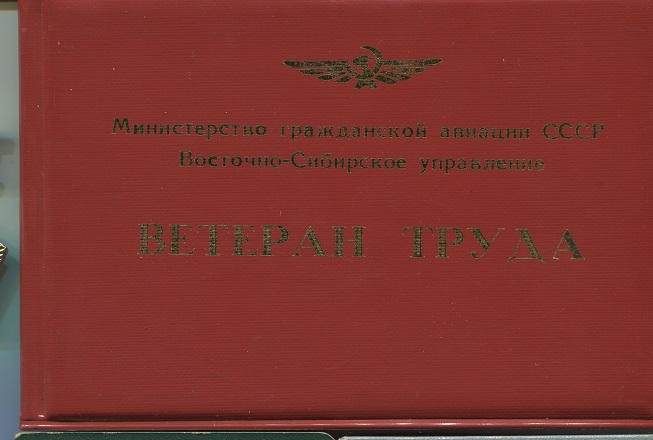 Министерство гражданской авиации СССР
Восточно-Сибирское управление
ВЕТЕРАН ТРУДА